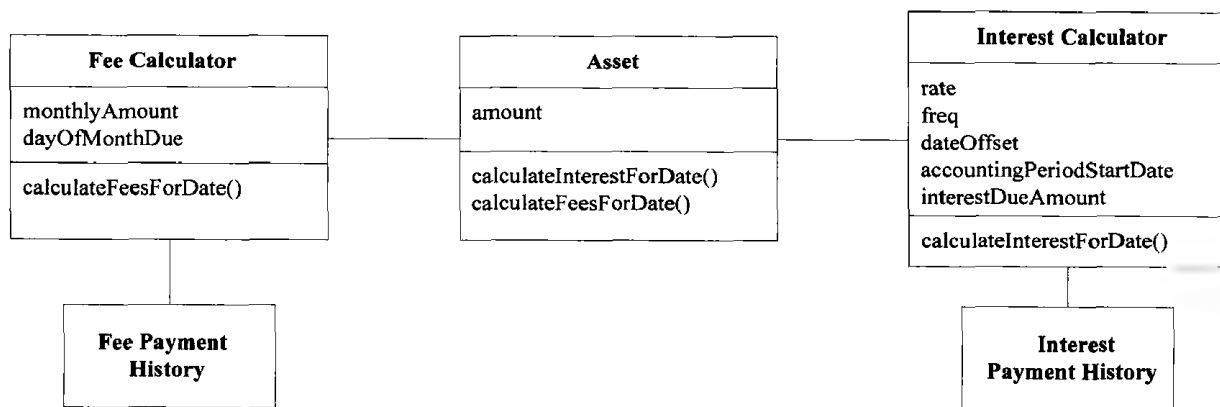 Fee Calculator
monthlyAmount
dayOfMonthDue
calculateFeesForDate()
Fee Payment
History
Asset
amount
calculateInterestForDate()
calculateFeesForDate()
Interest Calculator
rate
freq
dateOffset
accountingPeriodStartDate
interestDueAmount
calculateInterestForDate()
Interest
Payment History